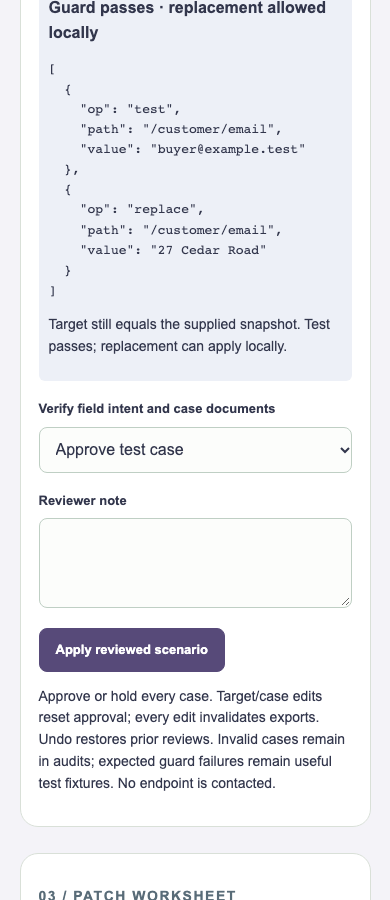 Guard passes · replacement allowed
locally
[
  {
    "op": "test",
    "path": "/customer/email",
    "value": "buyer@example.test"
  },
  {
    "op": "replace",
    "path": "/customer/email",
    "value": "27 Cedar Road"
  }
]
Target still equals the supplied snapshot. Test
passes; replacement can apply locally.
Verify field intent and case documents
Approve test case
Reviewer note
Apply reviewed scenario
Approve or hold every case. Target/case edits
reset approval; every edit invalidates exports.
Undo restores prior reviews. Invalid cases remain
in audits; expected guard failures remain useful
test fixtures. No endpoint is contacted.
03 / PATCH WORKSHEET